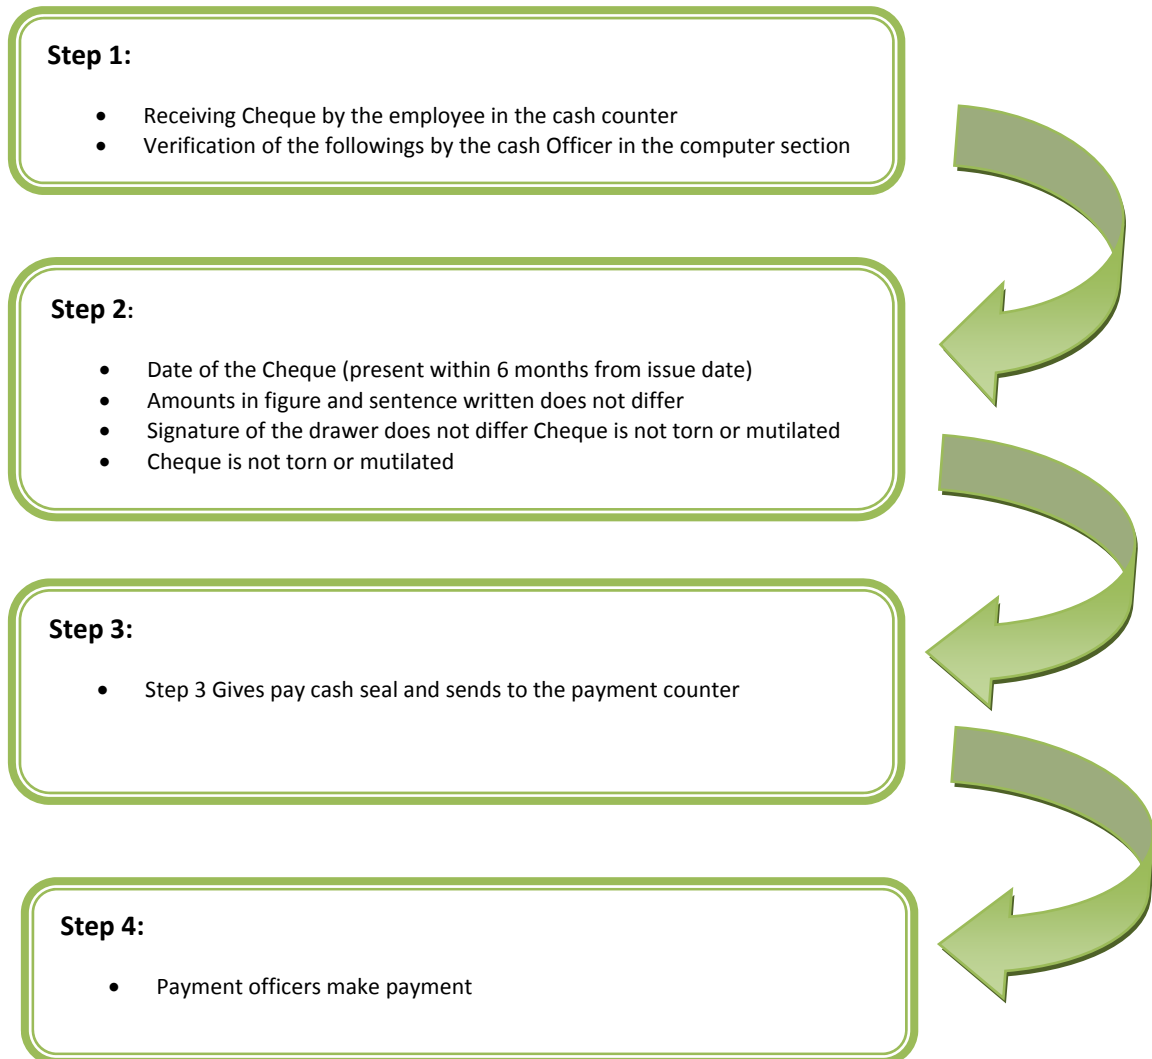 Step 1:
• Receiving Cheque by the employee in the cash counter
• Verification of the followings by the cash Officer in the computer section
Step 2:
• Date of the Cheque (present within 6 months from issue date)
• Amounts in figure and sentence written does not differ
• Signature of the drawer does not differ Cheque is not torn or mutilated
• Cheque is not torn or mutilated
Step 3:
• Step 3 Gives pay cash seal and sends to the payment counter
Step 4:
• Payment officers make payment